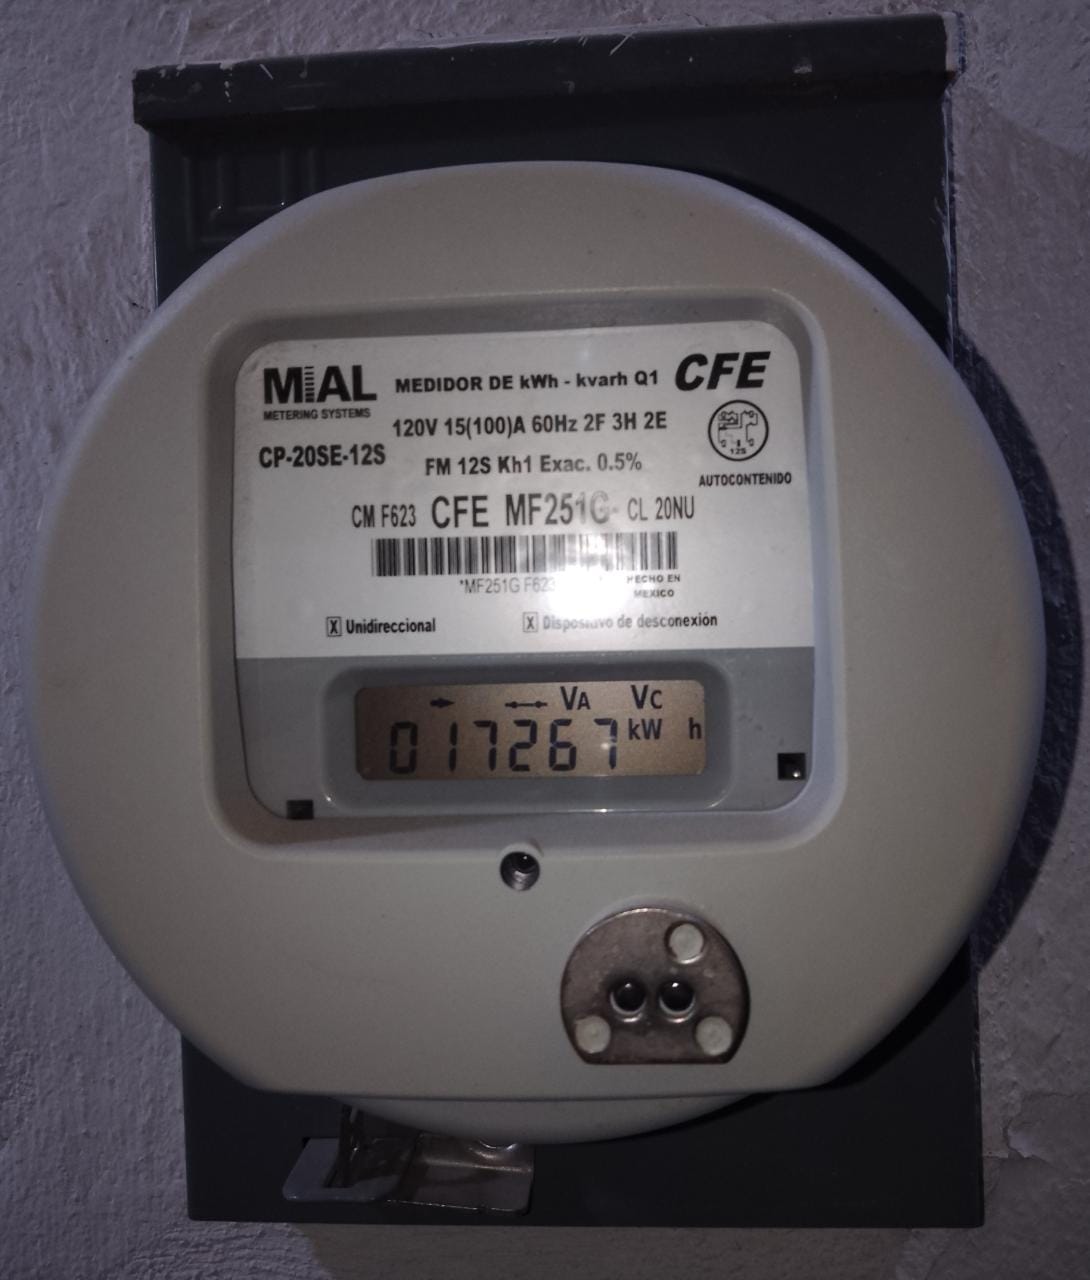 MIAL
METERING SYSTEMS
MEDIDOR DE kWh - kvarh Q1
CFE
120V 15(100)A 60Hz 2F 3H 2E
CP-20SE-12S
FM 12S Kh1 Exac. 0.5%
12S
AUTOCONTENIDO
CM F623 CFE MF251G CL 20NU
*MF251G F623
HECHO EN
MEXICO
X Unidireccional
X Dispositivo de desconexión
VA VC
017267 kW h